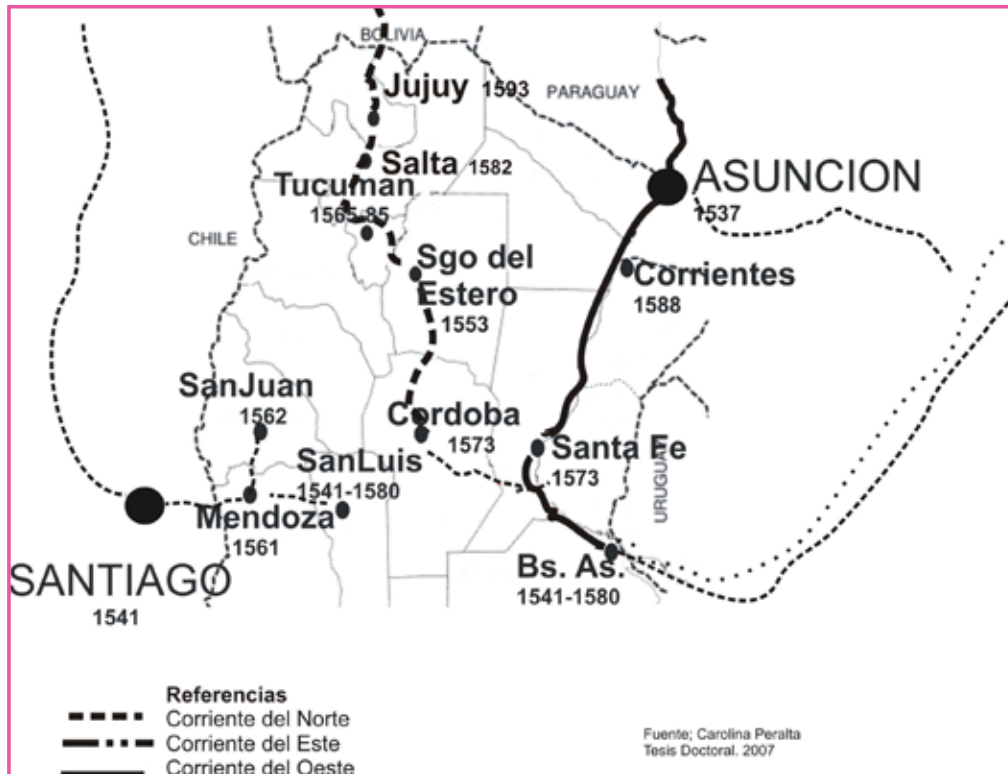 BOLIVIA
Jujuy 1593
PARAGUAY
Salta 1582
ASUNCION
1537
Tucuman
1565-85
CHILE
Sgo del
Estero
1553
Corrientes
1588
SanJuan
1562
Cordoba
1573
Santa Fe
1573
SanLuis
1541-1580
URUGUAY
Mendoza
1561
SANTIAGO
1541
Bs. As.
1541-1580
Referencias
Corriente del Norte
Corriente del Este
Corriente del Oeste
Fuente; Carolina Peralta
Tesis Doctoral. 2007